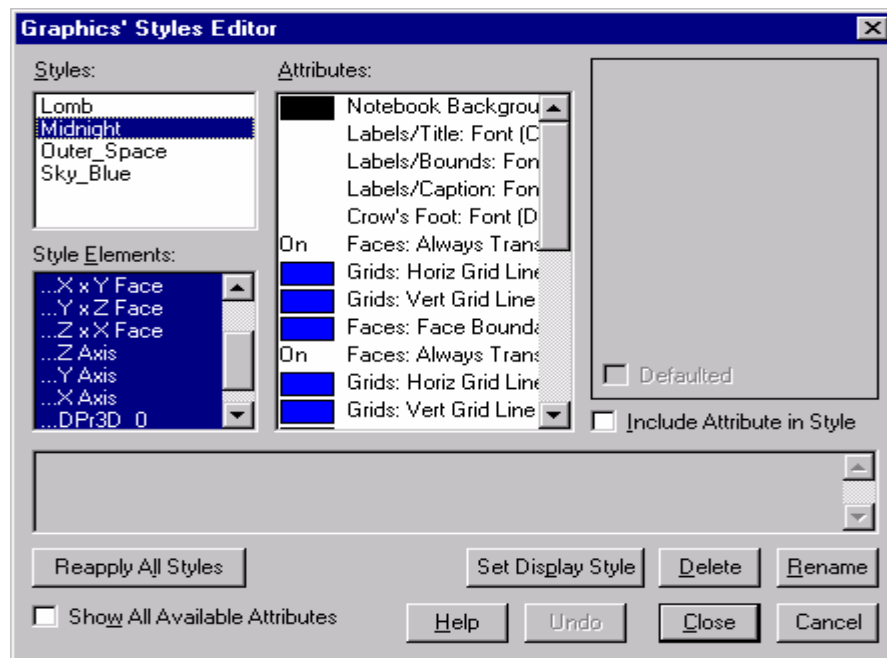 Graphics' Styles Editor
Styles:
Lomb
Midnight
Outer_Space
Sky_Blue
Style Elements:
...X x Y Face
...Y x Z Face
...Z x X Face
...Z Axis
...Y Axis
...X Axis
...DPr3D_0
Attributes:
Notebook Backgrou
Labels/Title: Font (C
Labels/Bounds: Fon
Labels/Caption: Fon
Crow's Foot: Font (D
On Faces: Always Trans
Grids: Horiz Grid Line
Grids: Vert Grid Line
Faces: Face Bounda
On Faces: Always Trans
Grids: Horiz Grid Line
Grids: Vert Grid Line
Defaulted
Include Attribute in Style
Reapply All Styles
Set Display Style
Delete
Rename
Show All Available Attributes
Help
Undo
Close
Cancel